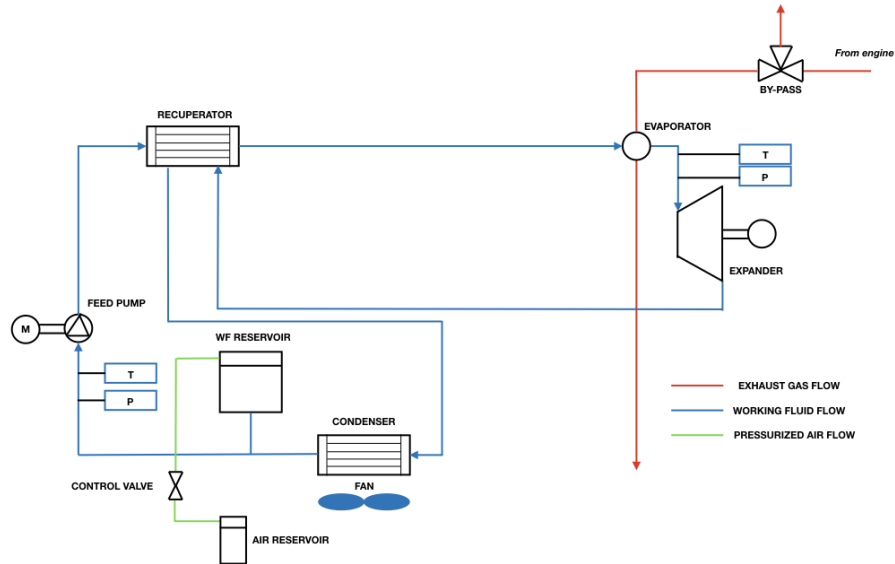 From engine
BY-PASS
RECUPERATOR
EVAPORATOR
T
P
EXPANDER
FEED PUMP
M
WF RESERVOIR
T
P
CONDENSER
EXHAUST GAS FLOW
WORKING FLUID FLOW
PRESSURIZED AIR FLOW
CONTROL VALVE
FAN
AIR RESERVOIR